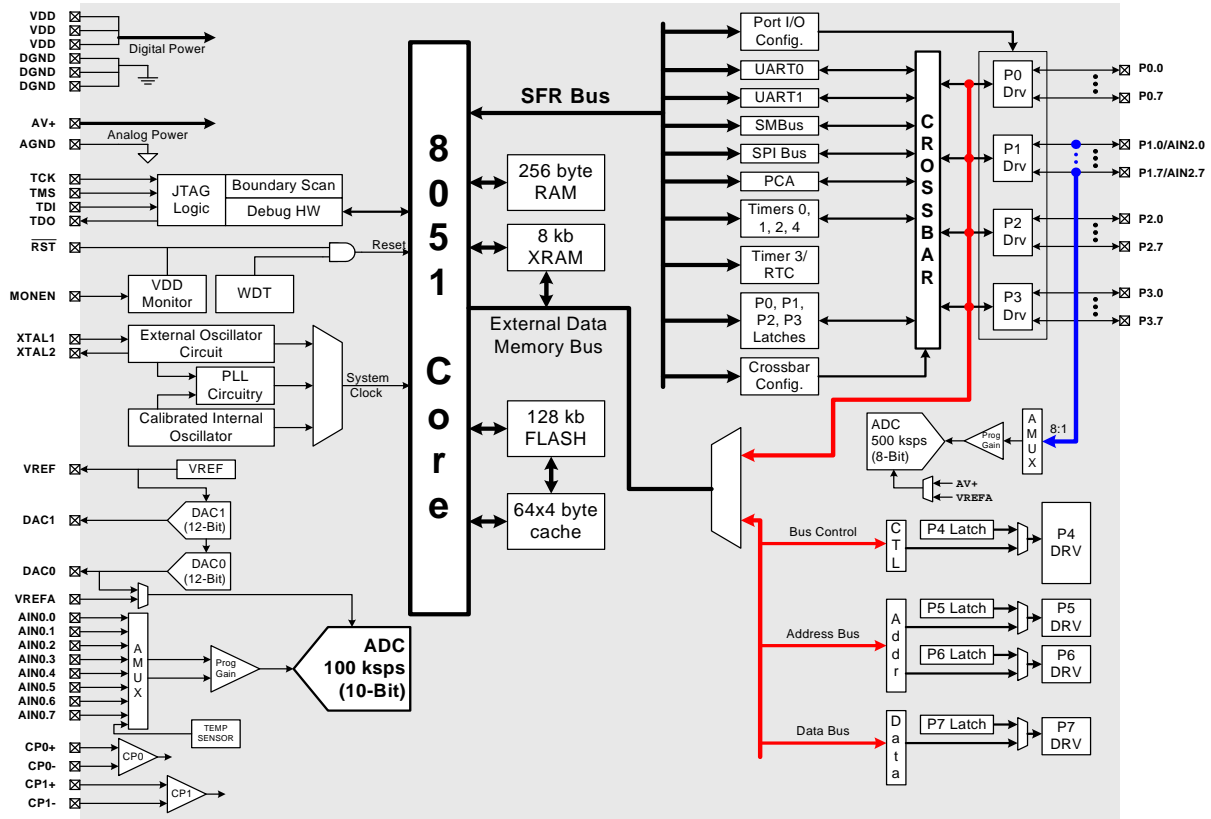 VDD
VDD
VDD
Digital Power
DGND
DGND
DGND
AV+
Analog Power
AGND
TCK
TMS
TDI
TDO
JTAG
Logic
Boundary Scan
Debug HW
RST
Reset
MONEN
VDD
Monitor
WDT
XTAL1
XTAL2
External Oscillator
Circuit
PLL
Circuitry
Calibrated Internal
Oscillator
System
Clock
VREF
VREF
DAC1
DAC1
(12-Bit)
DAC0
DAC0
(12-Bit)
VREFA
AIN0.0
AIN0.1
AIN0.2
AIN0.3
AIN0.4
AIN0.5
AIN0.6
AIN0.7
AMUX
Prog
Gain
ADC
100 ksps
(10-Bit)
TEMP
SENSOR
CP0+
CP0-
CP0
CP1+
CP1-
CP1
8051 Core
SFR Bus
256 byte
RAM
8 kb
XRAM
External Data
Memory Bus
128 kb
FLASH
64x4 byte
cache
Port I/O
Config.
UART0
UART1
SMBus
SPI Bus
PCA
Timers 0,
1, 2, 4
Timer 3/
RTC
P0, P1,
P2, P3
Latches
Crossbar
Config.
CROSSBAR
P0
Drv
P1
Drv
P2
Drv
P3
Drv
P0.0
P0.7
P1.0/AIN2.0
P1.7/AIN2.7
P2.0
P2.7
P3.0
P3.7
ADC
500 ksps
(8-Bit)
Prog
Gain
AMUX
8:1
AV+
VREFA
Bus Control
CTL
P4 Latch
P4
DRV
Address Bus
Addr
P5 Latch
P5
DRV
P6 Latch
P6
DRV
Data Bus
Data
P7 Latch
P7
DRV